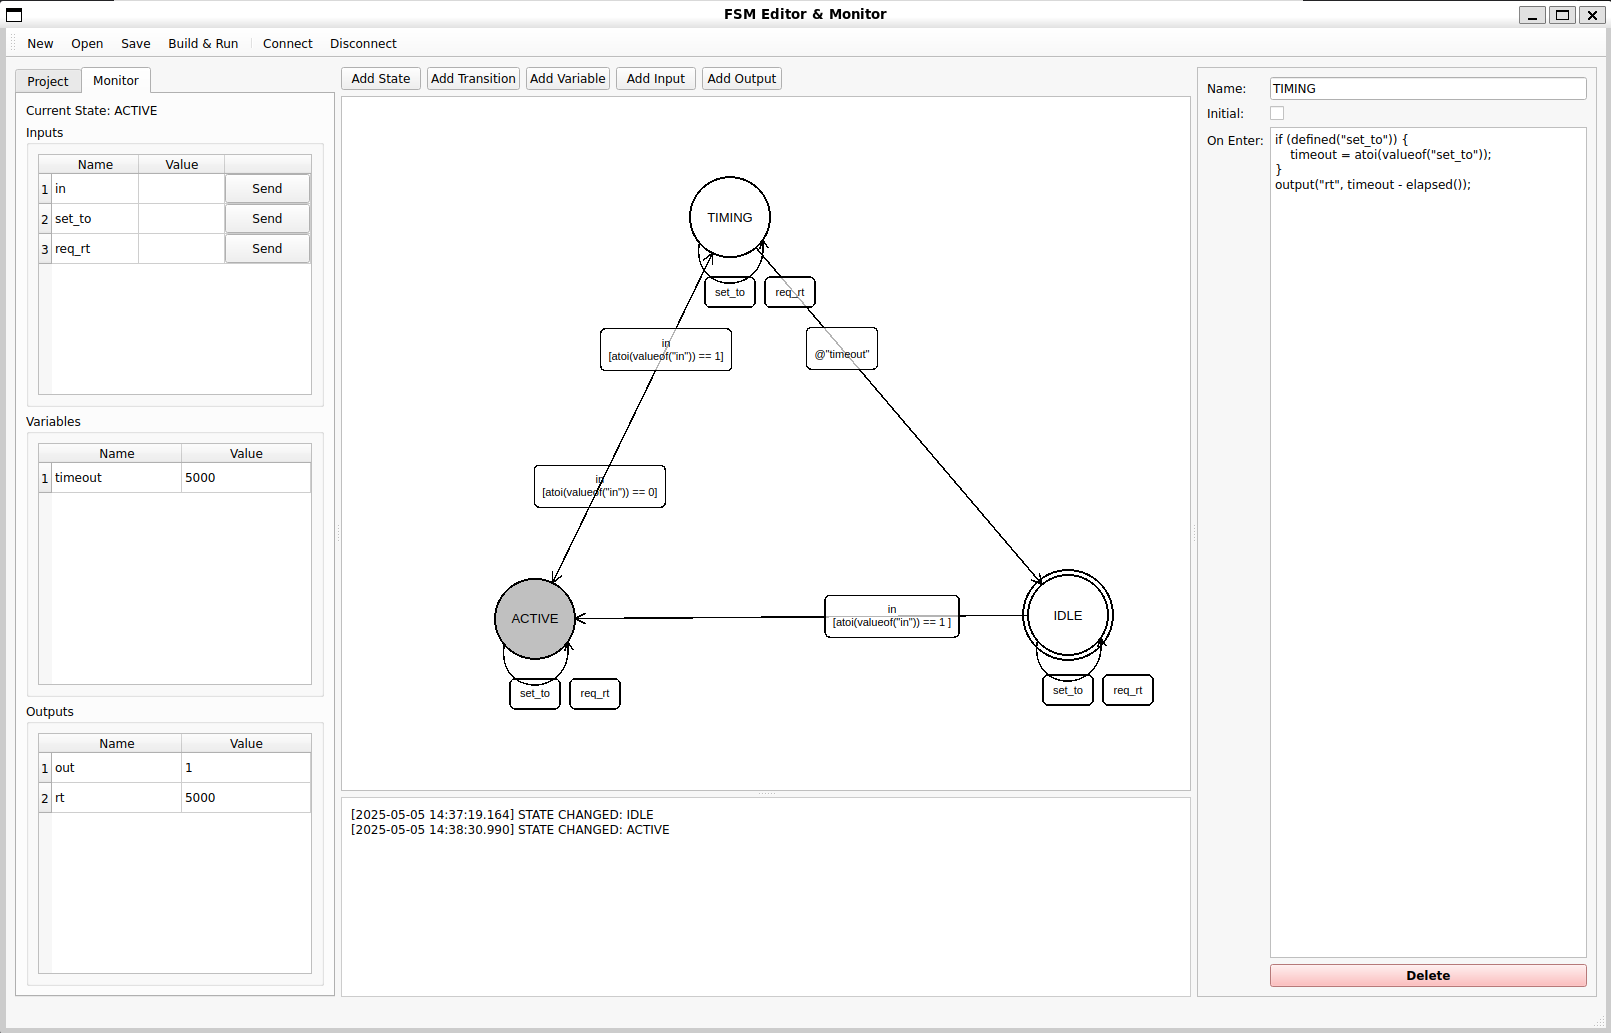 FSM Editor & Monitor
New Open Save Build & Run Connect Disconnect
Project Monitor
Current State: ACTIVE
Inputs
Name Value
1 in Send
2 set_to Send
3 req_rt Send
Variables
Name Value
1 timeout 5000
Outputs
Name Value
1 out 1
2 rt 5000
Add State Add Transition Add Variable Add Input Add Output
TIMING
set_to req_rt
in
[atoi(valueof("in")) == 1]
@"timeout"
in
[atoi(valueof("in")) == 0]
ACTIVE
in
[atoi(valueof("in")) == 1 ]
IDLE
set_to req_rt
set_to req_rt
[2025-05-05 14:37:19.164] STATE CHANGED: IDLE
[2025-05-05 14:38:30.990] STATE CHANGED: ACTIVE
Name: TIMING
Initial:
On Enter:
if (defined("set_to")) {
    timeout = atoi(valueof("set_to"));
}
output("rt", timeout - elapsed());
Delete